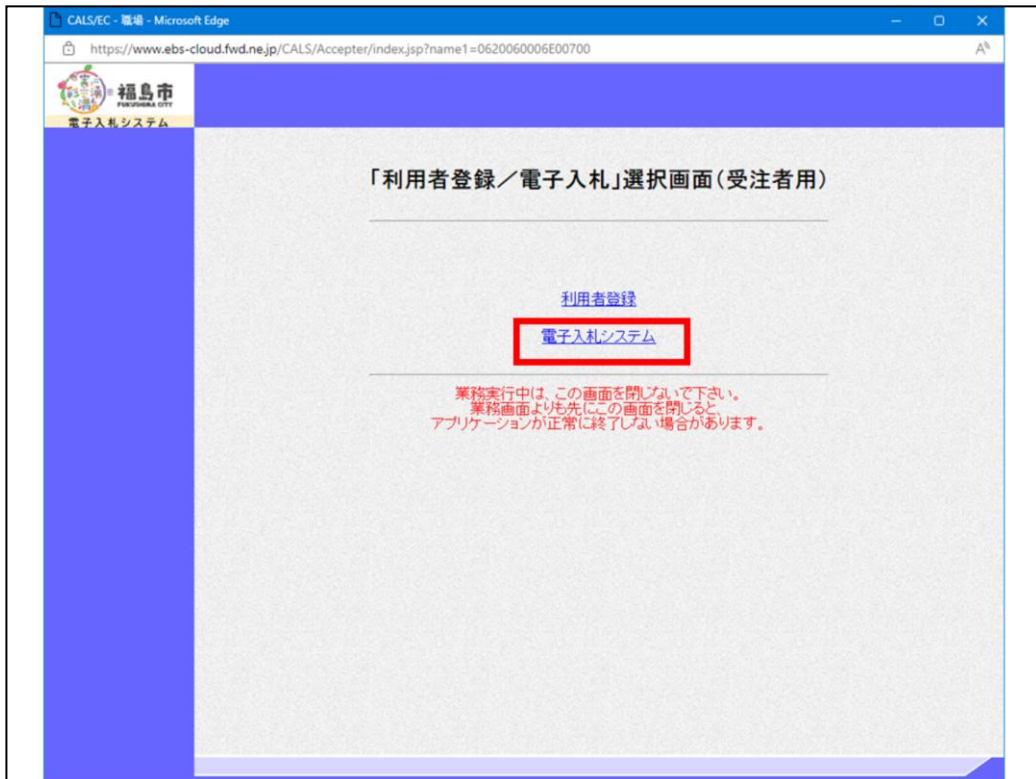 CALS/EC - 職場 - Microsoft Edge
https://www.ebs-cloud.fwd.ne.jp/CALS/Accepter/index.jsp?name1=0620060006E00700
福島市
FUKUSHIMA CITY
電子入札システム
「利用者登録／電子入札」選択画面（受注者用）
利用者登録
電子入札システム
業務実行中は、この画面を閉じないで下さい。
業務画面よりも先にこの画面を閉じると、
アプリケーションが正常に終了しない場合があります。